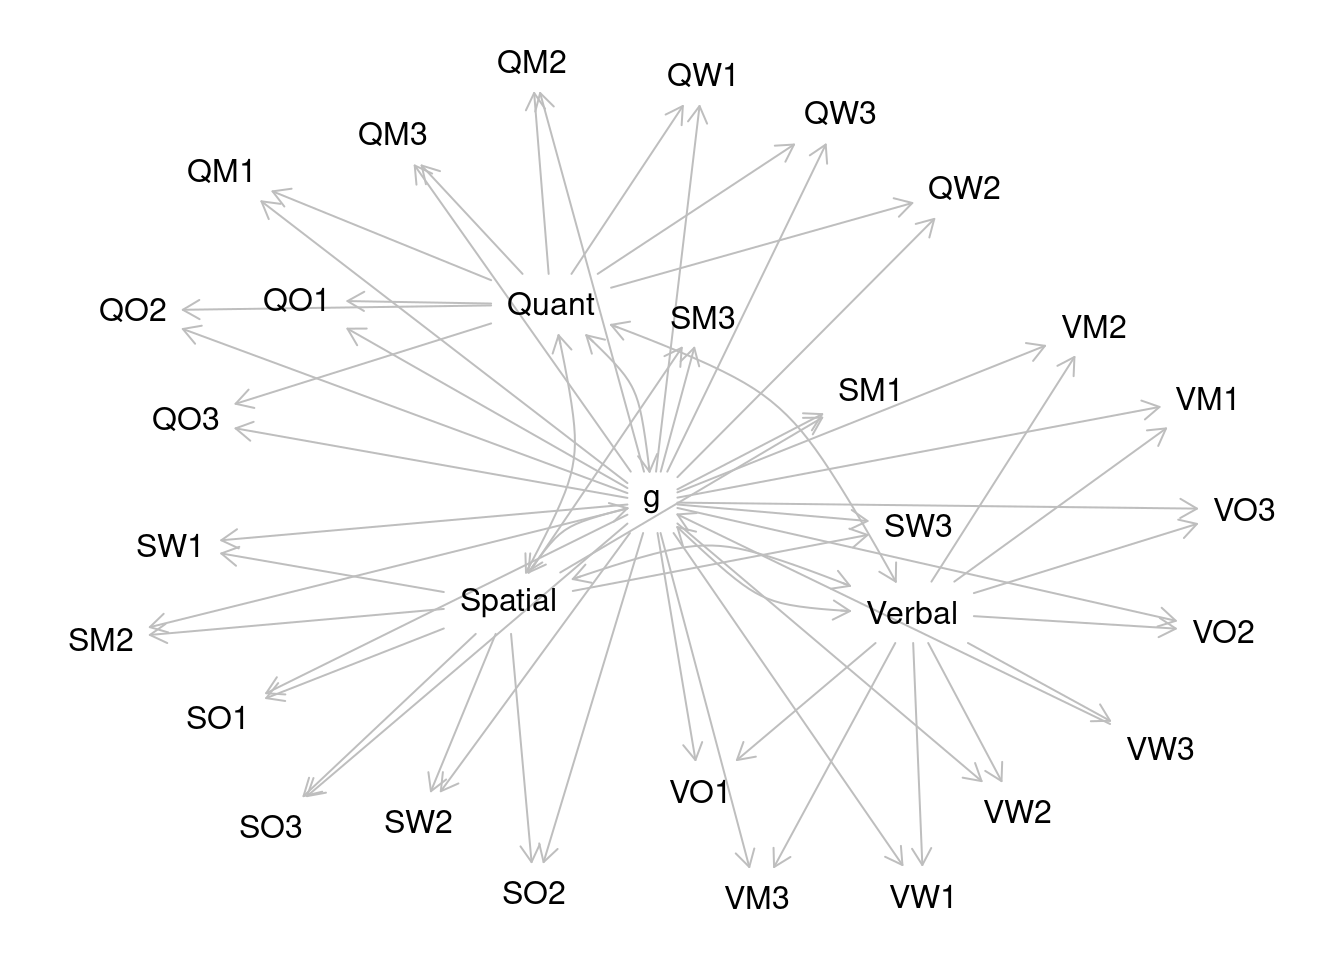 QM2
QW1
QW3
QM3
QM1
QW2
QO1
Quant
QO2
SM3
VM2
SM1
VM1
QO3
g
VO3
SW3
SW1
Spatial
Verbal
VO2
SM2
SO1
VW3
VO1
VW2
SW2
SO3
SO2
VM3
VW1